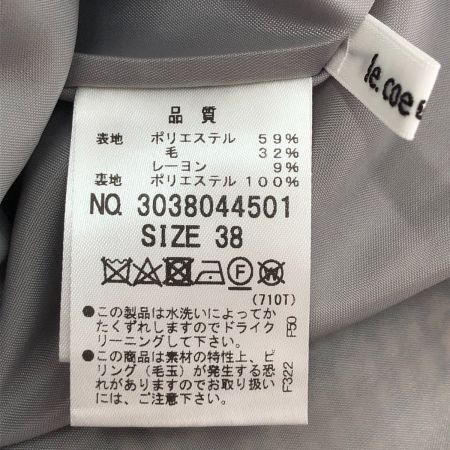 le.coe
品質
表地 ポリエステル 59%
毛 32%
レーヨン 9%
裏地 ポリエステル 100%
NO. 3038044501
SIZE 38
F W
(710T)
●この製品は水洗いによってか
たくずれしますのでドライク
リーニングして下さい。
F50
●この商品は素材の特性上、ピ
リング(毛玉)が発生する恐
れがありますのでお取り扱い
には、ご注意下さい。
F322